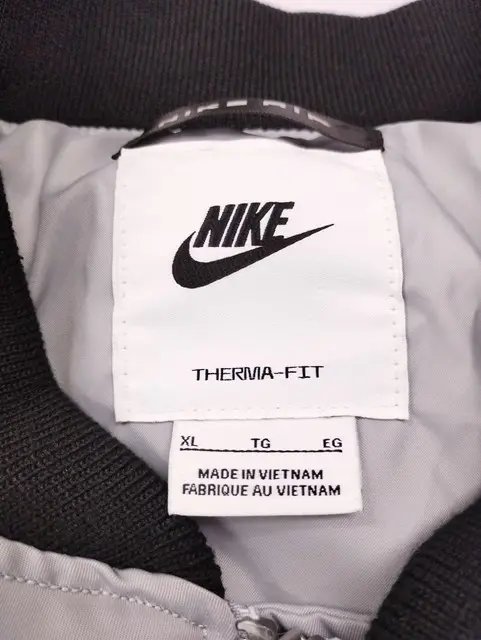 NIKE
THERMA-FIT
XL TG EG
MADE IN VIETNAM
FABRIQUE AU VIETNAM